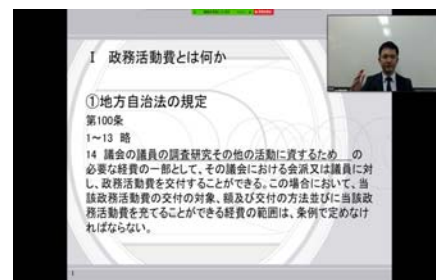 I 政務活動費とは何か
①地方自治法の規定
第100条
1～13 略
14 議会の議員の調査研究その他の活動に資するため の
必要な経費の一部として、その議会における会派又は議員に対
し、政務活動費を交付することができる。この場合において、当
該政務活動費の交付の対象、額及び交付の方法並びに当該政
務活動費を充てることができる経費の範囲は、条例で定めなけ
ればならない。
1